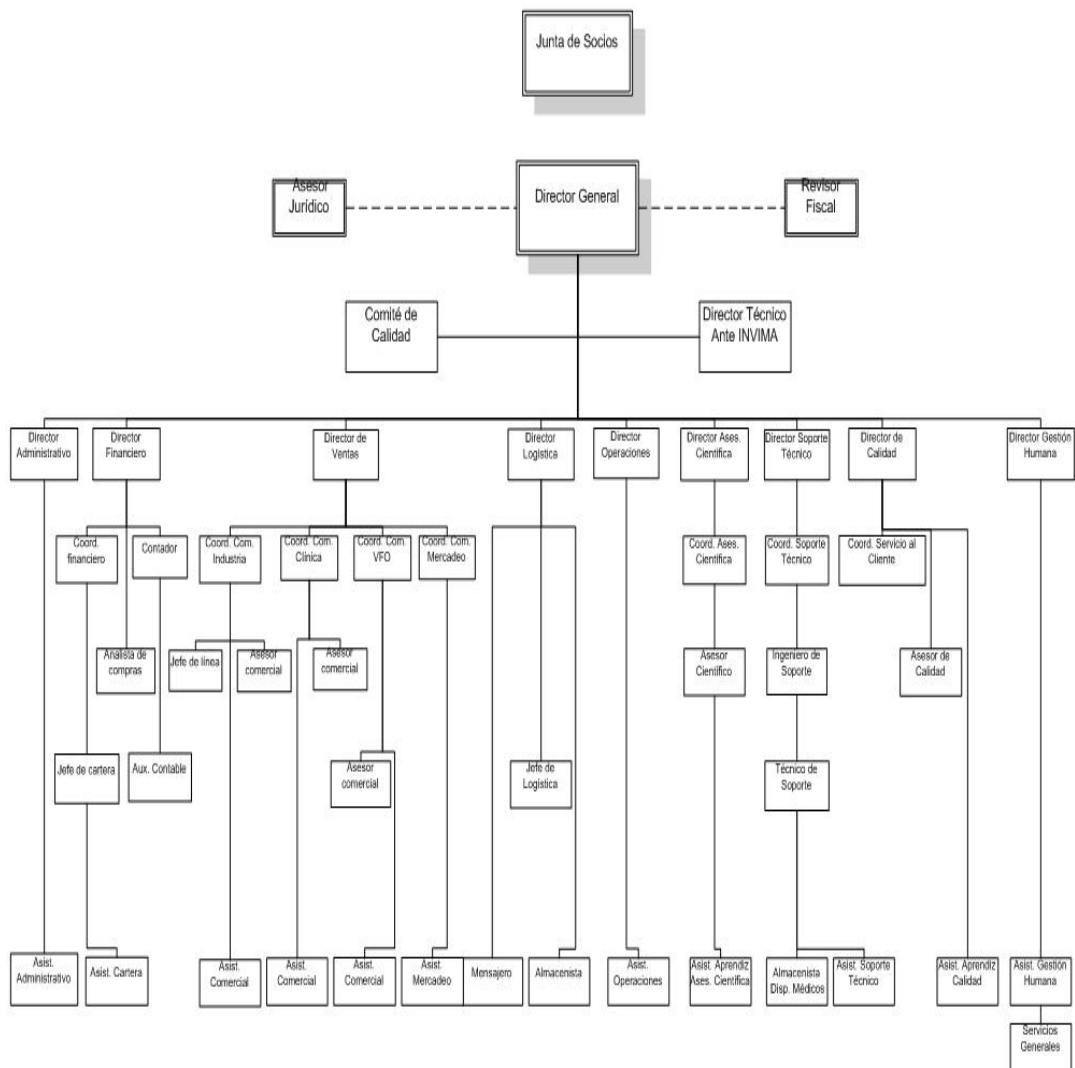 Junta de Socios
Asesor
Jurídico
Director General
Revisor
Fiscal
Comité de
Calidad
Director Técnico
Ante INVIMA
Director
Administrativo
Director
Financiero
Director de
Ventas
Director
Logística
Director
Operaciones
Director Ases.
Científica
Director Soporte
Técnico
Director de
Calidad
Director Gestión
Humana
Coord.
financiero
Contador
Coord. Com.
Industria
Coord. Com.
Clínica
Coord. Com.
VFO
Coord. Com.
Mercadeo
Coord. Ases.
Científica
Coord. Soporte
Técnico
Coord. Servicio al
Cliente
Analista de
compras
Jefe de línea
Asesor
comercial
Asesor
comercial
Asesor
Científico
Ingeniero de
Soporte
Asesor de
Calidad
Jefe de cartera
Aux. Contable
Asesor
comercial
Jefe de
Logística
Técnico de
Soporte
Asist.
Administrativo
Asist. Cartera
Asist.
Comercial
Asist.
Comercial
Asist.
Comercial
Asist.
Mercadeo
Mensajero
Almacenista
Asist.
Operaciones
Asist. Aprendiz
Ases. Científica
Almacenista
Disp. Médicos
Asist. Soporte
Técnico
Asist. Aprendiz
Calidad
Asist. Gestión
Humana
Servicios
Generales